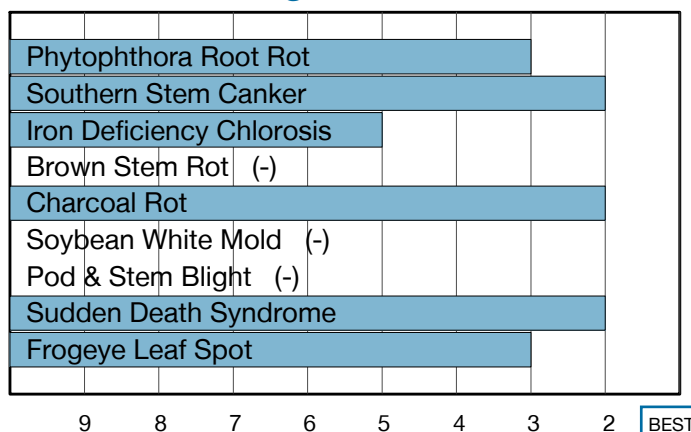 Phytophthora Root Rot
Southern Stem Canker
Iron Deficiency Chlorosis
Brown Stem Rot (-)
Charcoal Rot
Soybean White Mold (-)
Pod & Stem Blight (-)
Sudden Death Syndrome
Frogeye Leaf Spot
9 8 7 6 5 4 3 2 BEST